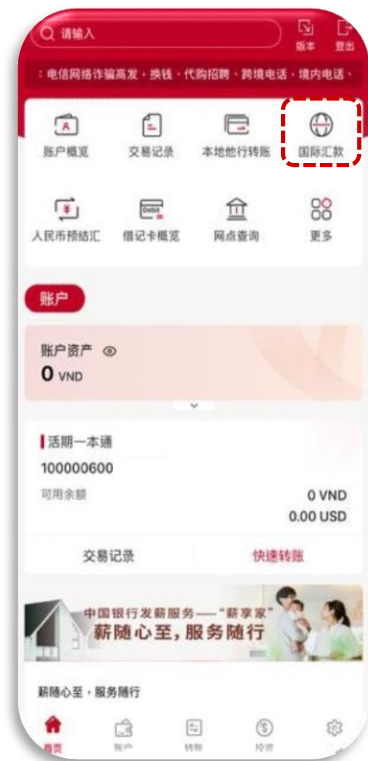 请输入
版本 登出
：电信网络诈骗高发，换钱、代购招聘、跨境电话、境内电话、
账户概览 交易记录 本地他行转账 国际汇款
Debit
人民币预结汇 借记卡概览 网点查询 更多
账户
账户资产
0 VND
活期一本通
100000600
可用余额 0 VND
0.00 USD
交易记录 快速转账
中国银行发薪服务——“薪享家”
薪随心至，服务随行
薪随心至，服务随行
首页 账户 转账 投资